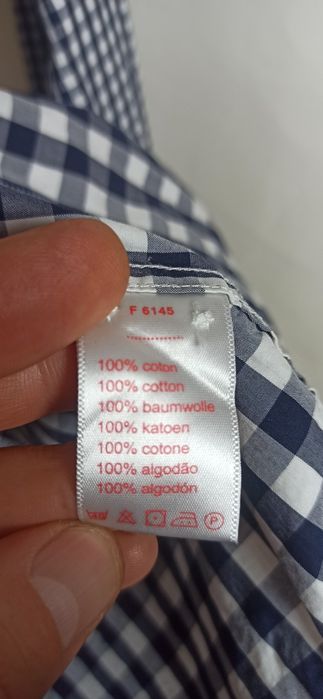 F 6145
100% coton
100% cotton
100% baumwolle
100% katoen
100% cotone
100% algodão
100% algodón
P